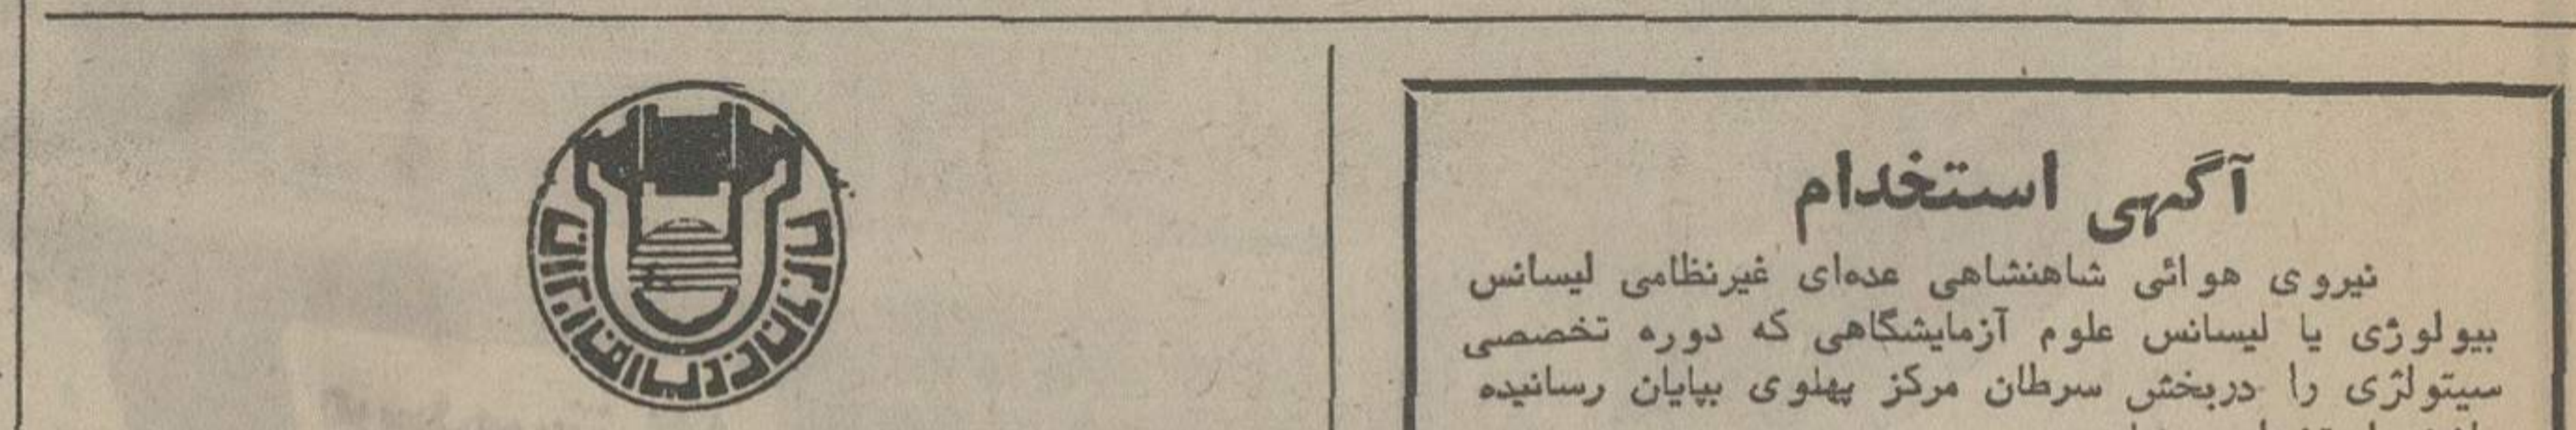 آگهی استخدام
نیروی هوائی شاهنشاهی عده‌ای غیرنظامی لیسانس
بیولوژی یا لیسانس علوم آزمایشگاهی که دوره تخصصی
سیتولژی را دربخش سرطان مرکز پهلوی بپایان رسانیده